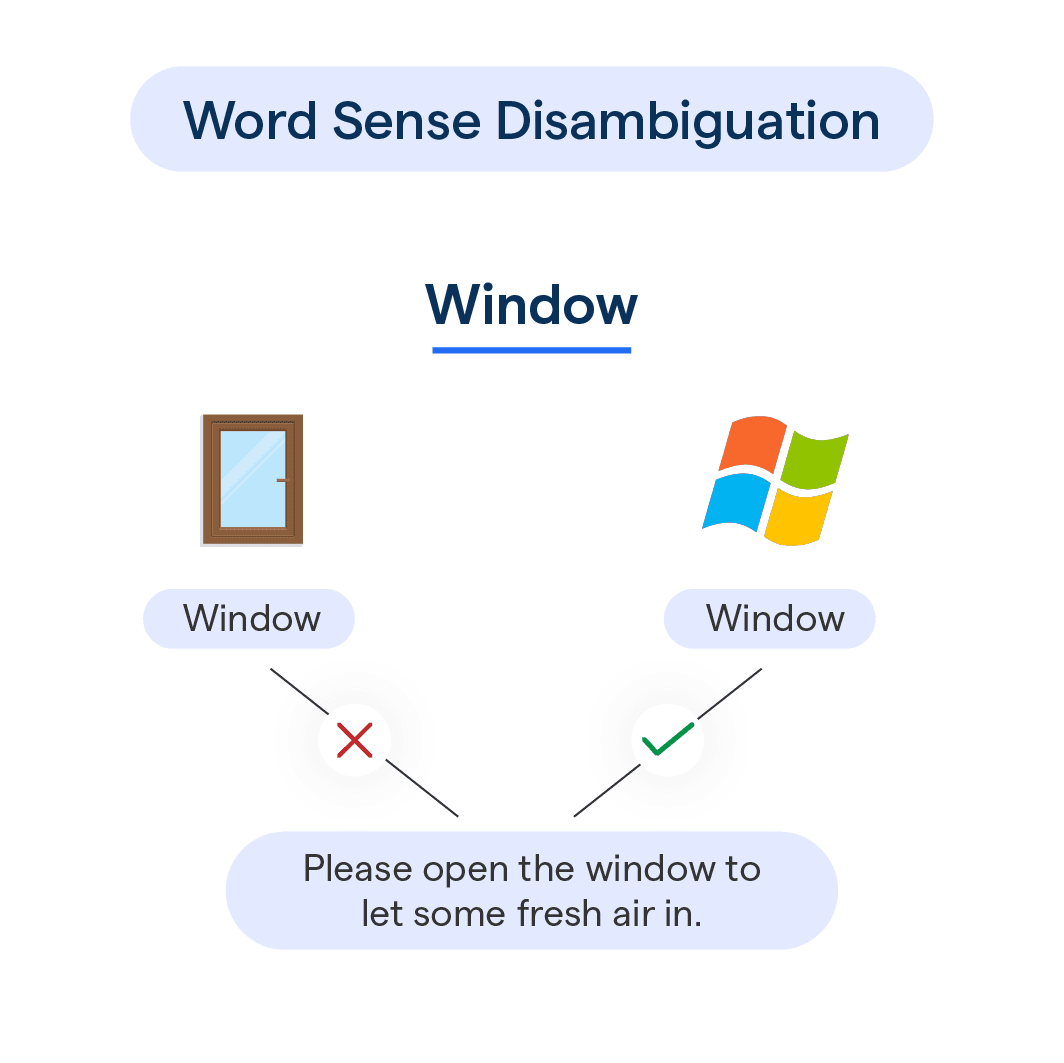 Word Sense Disambiguation
Window
Window
Window
Please open the window to
let some fresh air in.